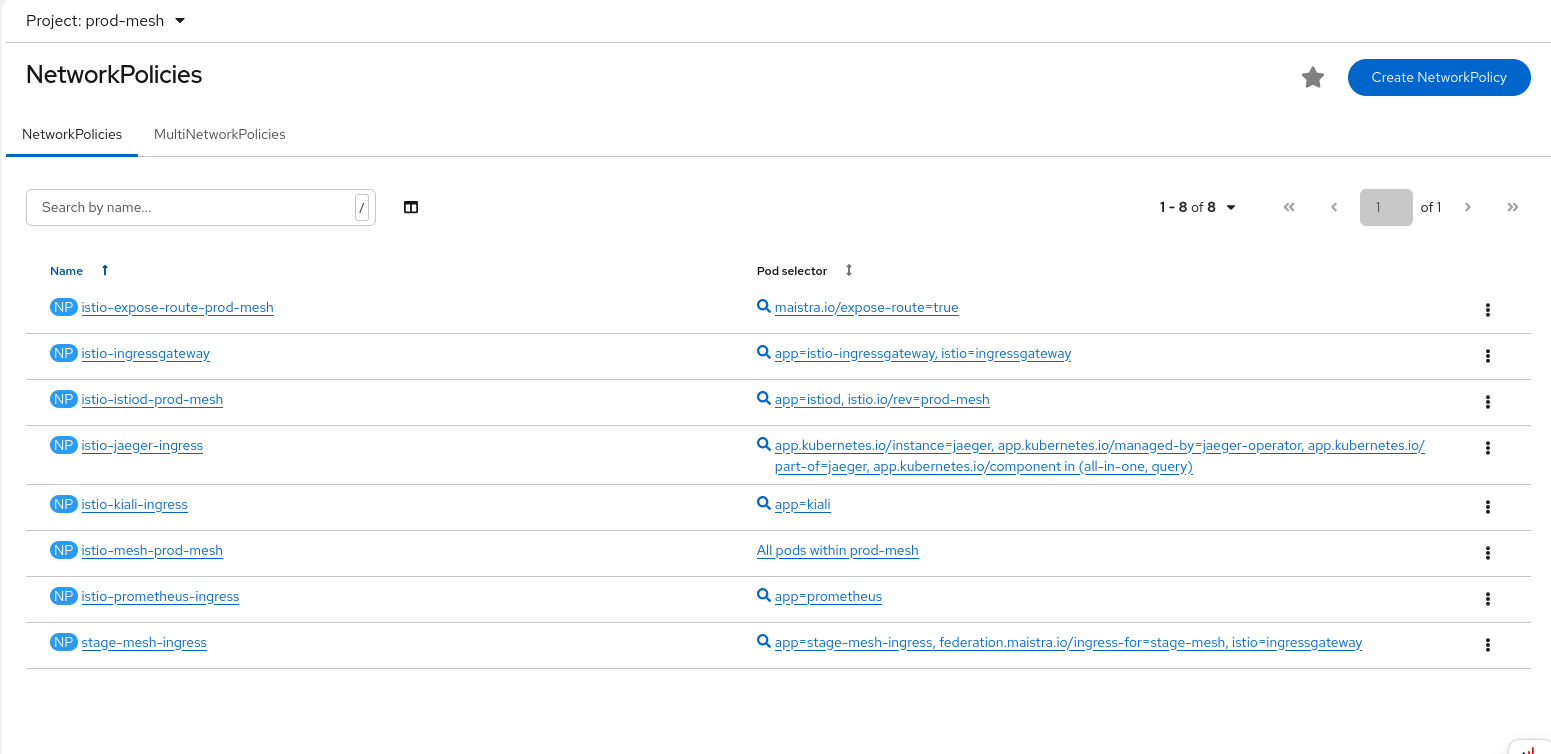 Project: prod-mesh
NetworkPolicies
Create NetworkPolicy
NetworkPolicies MultiNetworkPolicies
Search by name... / 1 - 8 of 8 1 of 1
Name Pod selector
NP istio-expose-route-prod-mesh maistra.io/expose-route=true
NP istio-ingressgateway app=istio-ingressgateway, istio=ingressgateway
NP istio-istiod-prod-mesh app=istiod, istio.io/rev=prod-mesh
NP istio-jaeger-ingress app.kubernetes.io/instance=jaeger, app.kubernetes.io/managed-by=jaeger-operator, app.kubernetes.io/
part-of=jaeger, app.kubernetes.io/component in (all-in-one, query)
NP istio-kiali-ingress app=kiali
NP istio-mesh-prod-mesh All pods within prod-mesh
NP istio-prometheus-ingress app=prometheus
NP stage-mesh-ingress app=stage-mesh-ingress, federation.maistra.io/ingress-for=stage-mesh, istio=ingressgateway